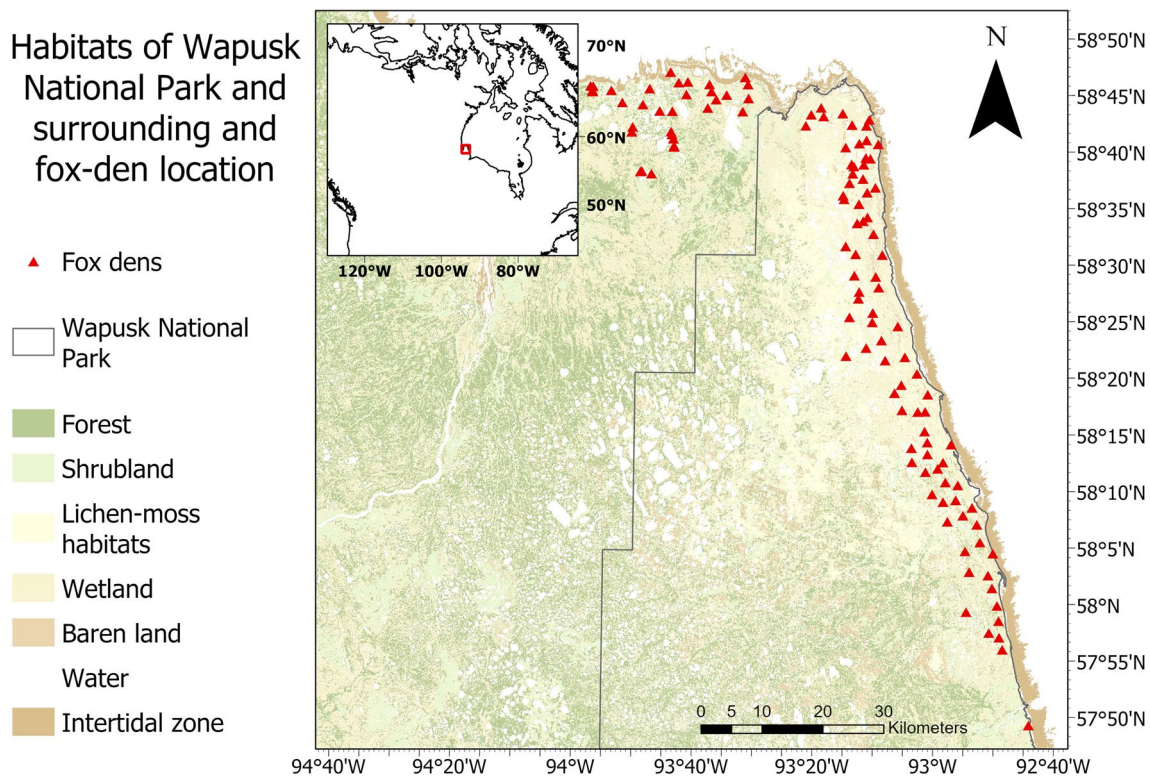 Habitats of Wapusk
National Park and
surrounding and
fox-den location
Fox dens
Wapusk National
Park
Forest
Shrubland
Lichen-moss
habitats
Wetland
Baren land
Water
Intertidal zone
70°N
60°N
50°N
120°W 100°W 80°W
N
58°50'N
58°45'N
58°40'N
58°35'N
58°30'N
58°25'N
58°20'N
58°15'N
58°10'N
58°5'N
58°N
57°55'N
57°50'N
0 5 10 20 30
Kilometers
94°40'W 94°20'W 94°W 93°40'W 93°20'W 93°W 92°40'W